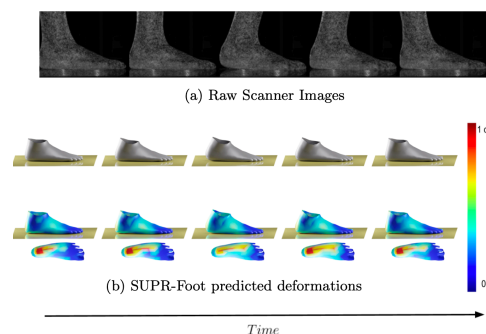 (a) Raw Scanner Images
1 c
0
(b) SUPR-Foot predicted deformations
Time